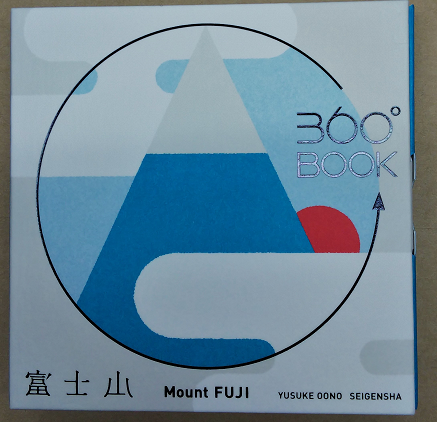 360°
BOOK
富士山 Mount FUJI YUSUKE OONO SEIGENSHA